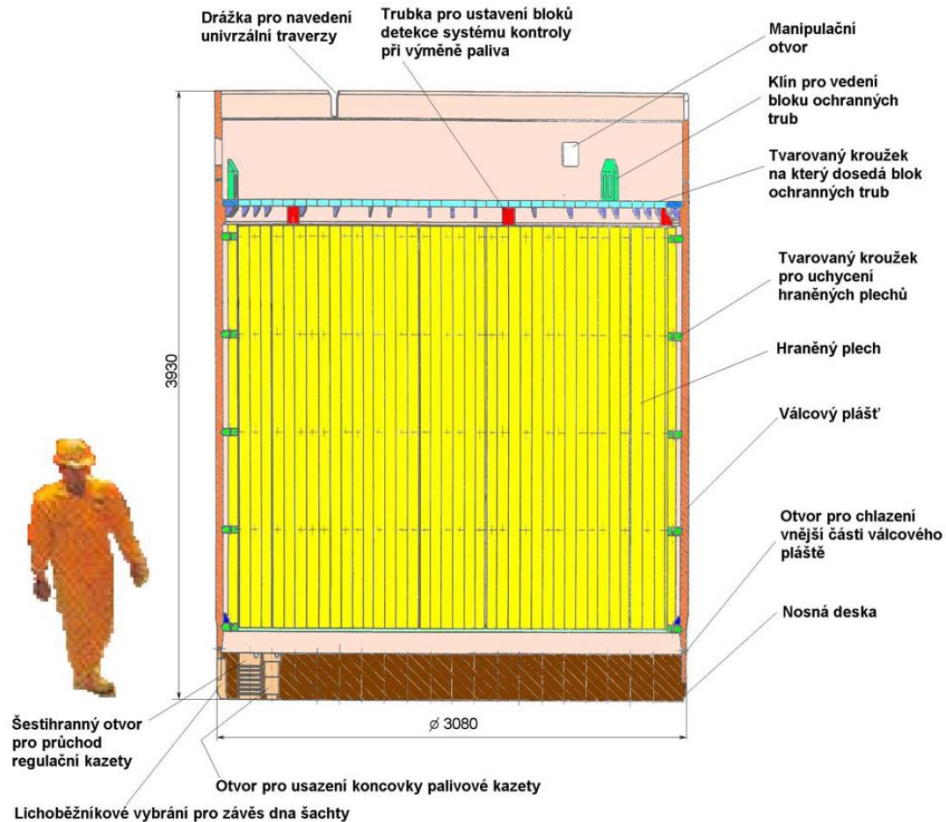 Drážka pro navedení
univrzální traverzy
Trubka pro ustavení bloků
detekce systému kontroly
při výměně paliva
Manipulační
otvor
Klín pro vedení
bloku ochranných
trub
Tvarovaný kroužek
na který dosedá blok
ochranných trub
Tvarovaný kroužek
pro uchycení
hraněných plechů
Hraněný plech
Válcový plášť
Otvor pro chlazení
vnější části válcového
pláště
Nosná deska
3930
⌀ 3080
Šestihranný otvor
pro průchod
regulační kazety
Otvor pro usazení koncovky palivové kazety
Lichoběžníkové vybrání pro závěs dna šachty